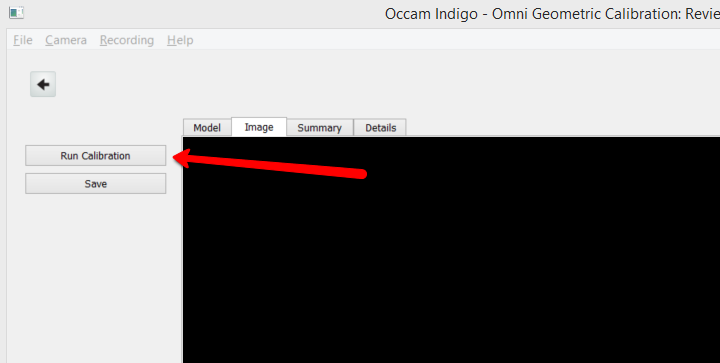 Occam Indigo - Omni Geometric Calibration: Revie
File Camera Recording Help
Model Image Summary Details
Run Calibration
Save